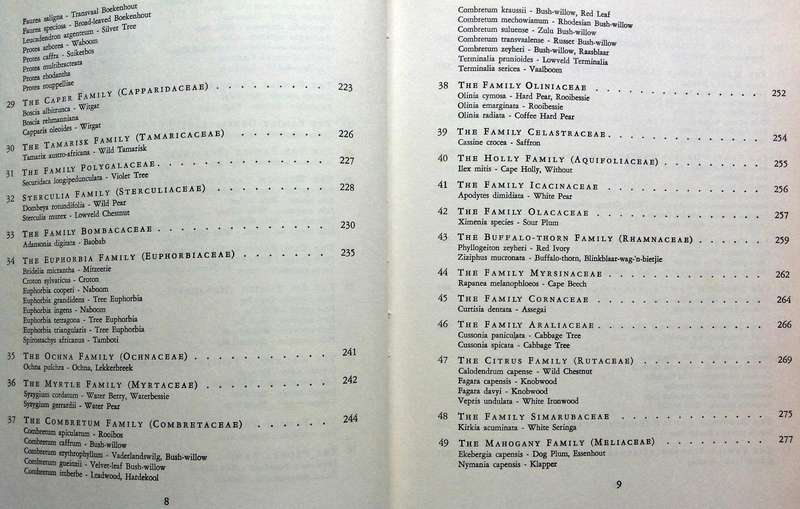 Faurea saligna - Transvaal Boekenhout
Faurea speciosa - Broad-leaved Boekenhout
Leucadendron argenteum - Silver Tree
Protea arborea - Waboom
Protea caffra - Suikerbos
Protea multibracteata
Protea rhodantha
Protea rouppelliae
29 THE CAPER FAMILY (CAPPARIDACEAE) . . . . . . . . 223
Boscia albitrunca - Witgat
Boscia rehmanniana
Capparis oleoides - Witgat
30 THE TAMARISK FAMILY (TAMARICACEAE) . . . . . . . 226
Tamarix austro-africana - Wild Tamarisk
31 THE FAMILY POLYGALACEAE . . . . . . . . . . . 227
Securidaca longipedunculata - Violet Tree
32 STERCULIA FAMILY (STERCULIACEAE) . . . . . . . . 228
Dombeya rotundifolia - Wild Pear
Sterculia murex - Lowveld Chestnut
33 THE FAMILY BOMBACACEAE . . . . . . . . . . . 230
Adansonia digitata - Baobab
34 THE EUPHORBIA FAMILY (EUPHORBIACEAE) . . . . . . 235
Bridelia micrantha - Mitzeerie
Croton sylvaticus - Croton
Euphorbia cooperi - Naboom
Euphorbia grandidens - Tree Euphorbia
Euphorbia ingens - Naboom
Euphorbia tetragona - Tree Euphorbia
Euphorbia triangularis - Tree Euphorbia
Spirostachys africanus - Tamboti
35 THE OCHNA FAMILY (OCHNACEAE) . . . . . . . . . 241
Ochna pulchra - Ochna, Lekkerbreek
36 THE MYRTLE FAMILY (MYRTACEAE) . . . . . . . . . 242
Syzygium cordatum - Water Berry, Waterbessie
Syzygium gerrardii - Water Pear
37 THE COMBRETUM FAMILY (COMBRETACEAE) . . . . . . 244
Combretum apiculatum - Rooibos
Combretum caffrum - Bush-willow
Combretum erythrophyllum - Vaderlandswilg, Bush-willow
Combretum gueinzii - Velvet-leaf Bush-willow
Combretum imberbe - Leadwood, Hardekool
8
Combretum kraussii - Bush-willow, Red Leaf
Combretum mechowianum - Rhodesian Bush-willow
Combretum suluense - Zulu Bush-willow
Combretum transvaalense - Russet Bush-willow
Combretum zeyheri - Bush-willow, Raasblaar
Terminalia prunioides - Lowveld Terminalia
Terminalia sericea - Vaalboom
38 THE FAMILY OLINIACEAE . . . . . . . . . . . 252
Olinia cymosa - Hard Pear, Rooibessie
Olinia emarginata - Rooibessie
Olinia radiata - Coffee Hard Pear
39 THE FAMILY CELASTRACEAE . . . . . . . . . . . 254
Cassine crocea - Saffron
40 THE HOLLY FAMILY (AQUIFOLIACEAE) . . . . . . . . 255
Ilex mitis - Cape Holly, Without
41 THE FAMILY ICACINACEAE . . . . . . . . . . . 256
Apodytes dimidiata - White Pear
42 THE FAMILY OLACACEAE . . . . . . . . . . . 257
Ximenia species - Sour Plum
43 THE BUFFALO-THORN FAMILY (RHAMNACEAE) . . . . . . 259
Phyllogeiton zeyheri - Red Ivory
Ziziphus mucronata - Buffalo-thorn, Blinkblaar-wag-'n-bietjie
44 THE FAMILY MYRSINACEAE . . . . . . . . . . . 262
Rapanea melanophloeos - Cape Beech
45 THE FAMILY CORNACEAE . . . . . . . . . . . 264
Curtisia dentata - Assegai
46 THE FAMILY ARALIACEAE . . . . . . . . . . . 266
Cussonia paniculata - Cabbage Tree
Cussonia spicata - Cabbage Tree
47 THE CITRUS FAMILY (RUTACEAE) . . . . . . . . . 269
Calodendrum capense - Wild Chestnut
Fagara capensis - Knobwood
Fagara davyi - Knobwood
Vepris undulata - White Ironwood
48 THE FAMILY SIMARUBACEAE . . . . . . . . . . . 275
Kirkia acuminata - White Seringa
49 THE MAHOGANY FAMILY (MELIACEAE) . . . . . . . . 277
Ekebergia capensis - Dog Plum, Essenhout
Nymania capensis - Klapper
9